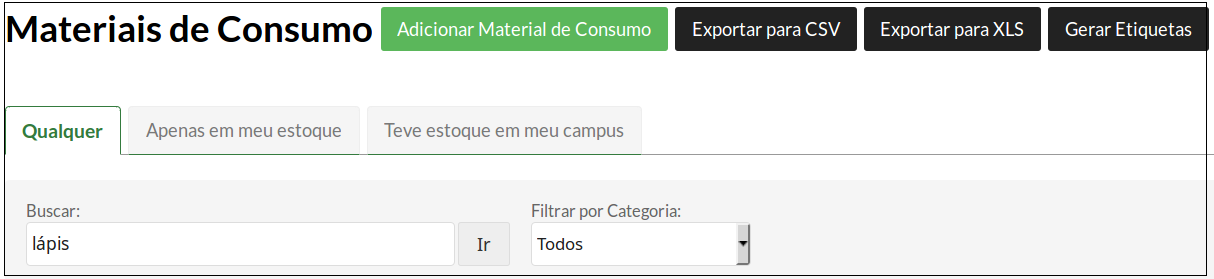 Materiais de Consumo Adicionar Material de Consumo Exportar para CSV Exportar para XLS Gerar Etiquetas
Qualquer Apenas em meu estoque Teve estoque em meu campus
Buscar: Filtrar por Categoria:
lápis Ir Todos